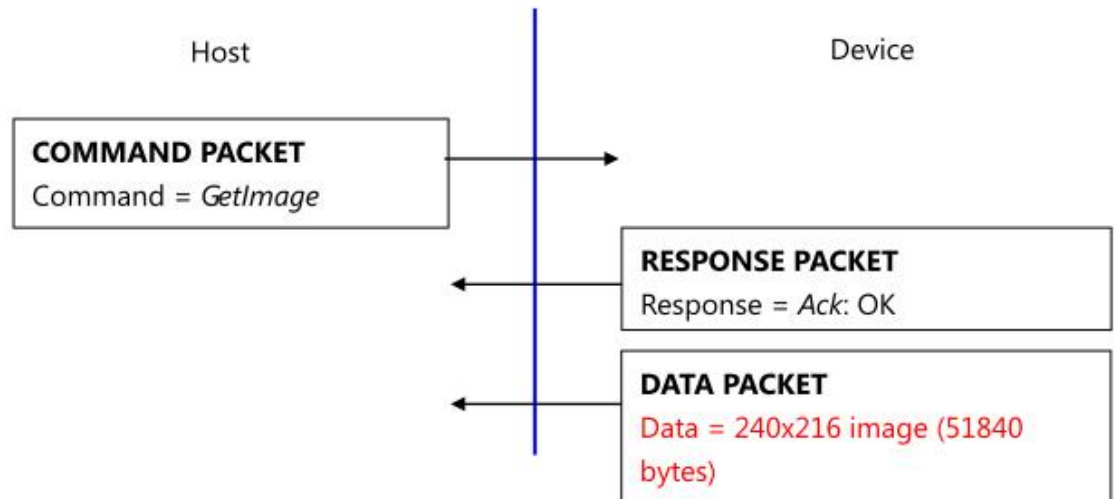 Host
Device
COMMAND PACKET
Command = GetImage
RESPONSE PACKET
Response = Ack: OK
DATA PACKET
Data = 240x216 image (51840
bytes)